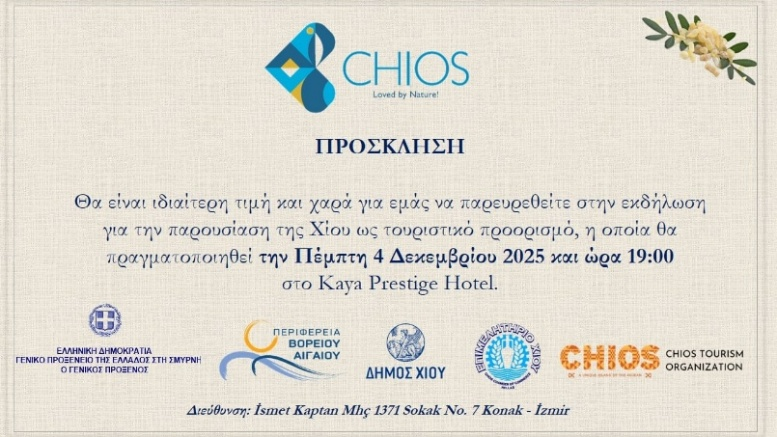 CHIOS
Loved by Nature!
ΠΡΟΣΚΛΗΣΗ
Θα είναι ιδιαίτερη τιμή και χαρά για εμάς να παρευρεθείτε στην εκδήλωση
για την παρουσίαση της Χίου ως τουριστικό προορισμό, η οποία θα
πραγματοποιηθεί την Πέμπτη 4 Δεκεμβρίου 2025 και ώρα 19:00
στο Kaya Prestige Hotel.
ΕΛΛΗΝΙΚΗ ΔΗΜΟΚΡΑΤΙΑ
ΓΕΝΙΚΟ ΠΡΟΞΕΝΕΙΟ ΤΗΣ ΕΛΛΑΔΟΣ ΣΤΗ ΣΜΥΡΝΗ
Ο ΓΕΝΙΚΟΣ ΠΡΟΞΕΝΟΣ
ΠΕΡΙΦΕΡΕΙΑ
ΒΟΡΕΙΟΥ
ΑΙΓΑΙΟΥ
ΔΗΜΟΣ ΧΙΟΥ
ΕΠΙΜΕΛΗΤΗΡΙΟ ΧΙΟΥ
CHIOS
CHIOS TOURISM
ORGANIZATION
Διεύθυνση: İsmet Kaptan Mhç 1371 Sokak No. 7 Konak - İzmir